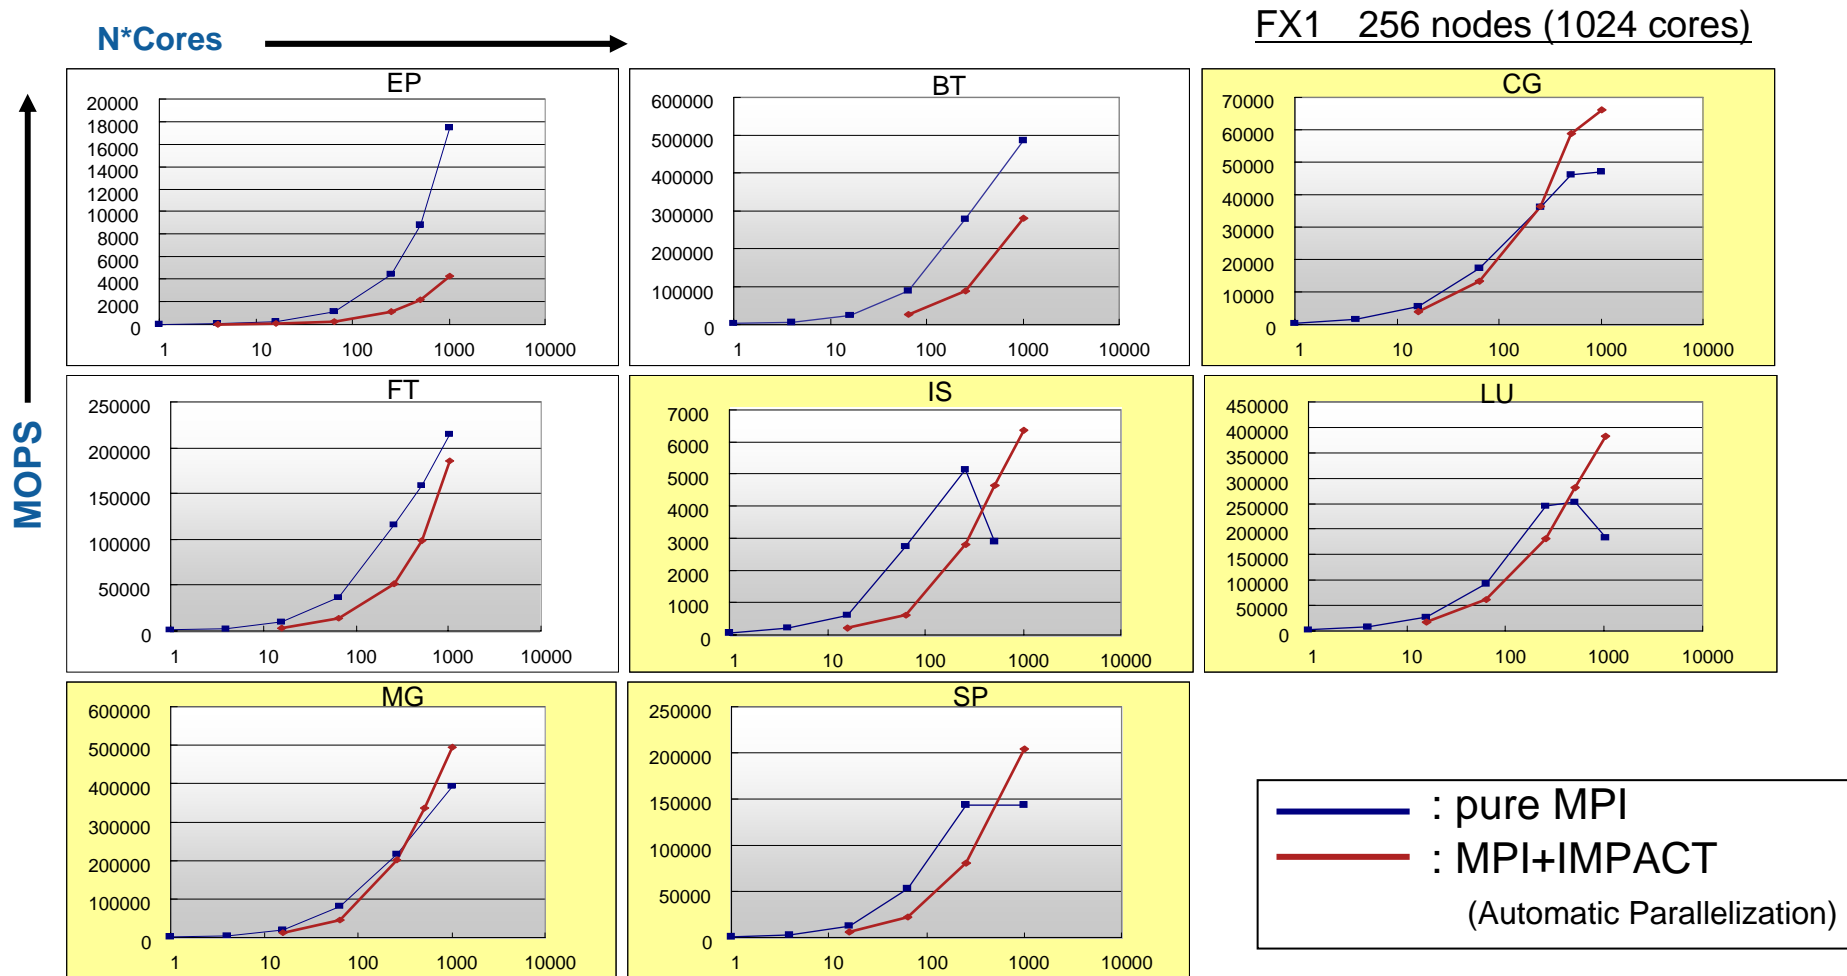 N*Cores
FX1 256 nodes (1024 cores)
MOPS
EP
20000
18000
16000
14000
12000
10000
8000
6000
4000
2000
0
1 10 100 1000 10000
BT
600000
500000
400000
300000
200000
100000
0
1 10 100 1000 10000
CG
70000
60000
50000
40000
30000
20000
10000
0
1 10 100 1000 10000
FT
250000
200000
150000
100000
50000
0
1 10 100 1000 10000
IS
7000
6000
5000
4000
3000
2000
1000
0
1 10 100 1000 10000
LU
450000
400000
350000
300000
250000
200000
150000
100000
50000
0
1 10 100 1000 10000
MG
600000
500000
400000
300000
200000
100000
0
1 10 100 1000 10000
SP
250000
200000
150000
100000
50000
0
1 10 100 1000 10000
: pure MPI
: MPI+IMPACT
(Automatic Parallelization)